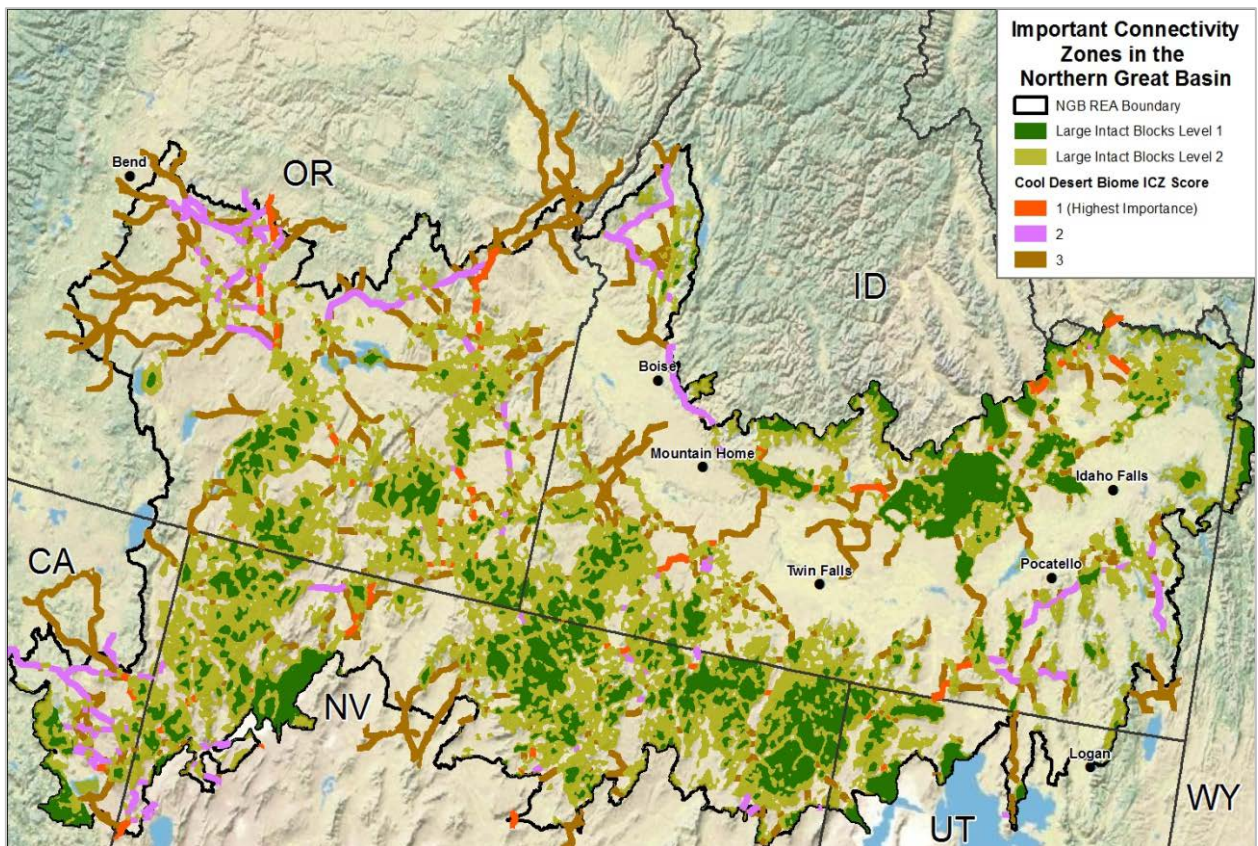 Important Connectivity
Zones in the
Northern Great Basin
NGB REA Boundary
Large Intact Blocks Level 1
Large Intact Blocks Level 2
Cool Desert Biome ICZ Score
1 (Highest Importance)
2
3
Bend
OR
ID
Boise
Mountain Home
Idaho Falls
CA
Twin Falls
Pocatello
NV
Logan
WY
UT